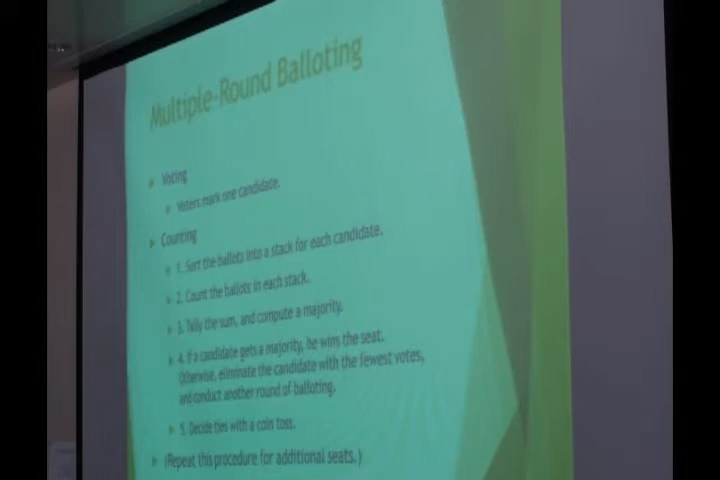 Multiple-Round Balloting
Voting
Voters mark one candidate.
Counting
1. Sort the ballots into a stack for each candidate.
2. Count the ballots in each stack.
3. Tally the sum, and compute a majority.
4. If a candidate gets a majority, he wins the seat.
Otherwise, eliminate the candidate with the fewest votes,
and conduct another round of balloting.
5. Decide ties with a coin toss.
(Repeat this procedure for additional seats.)